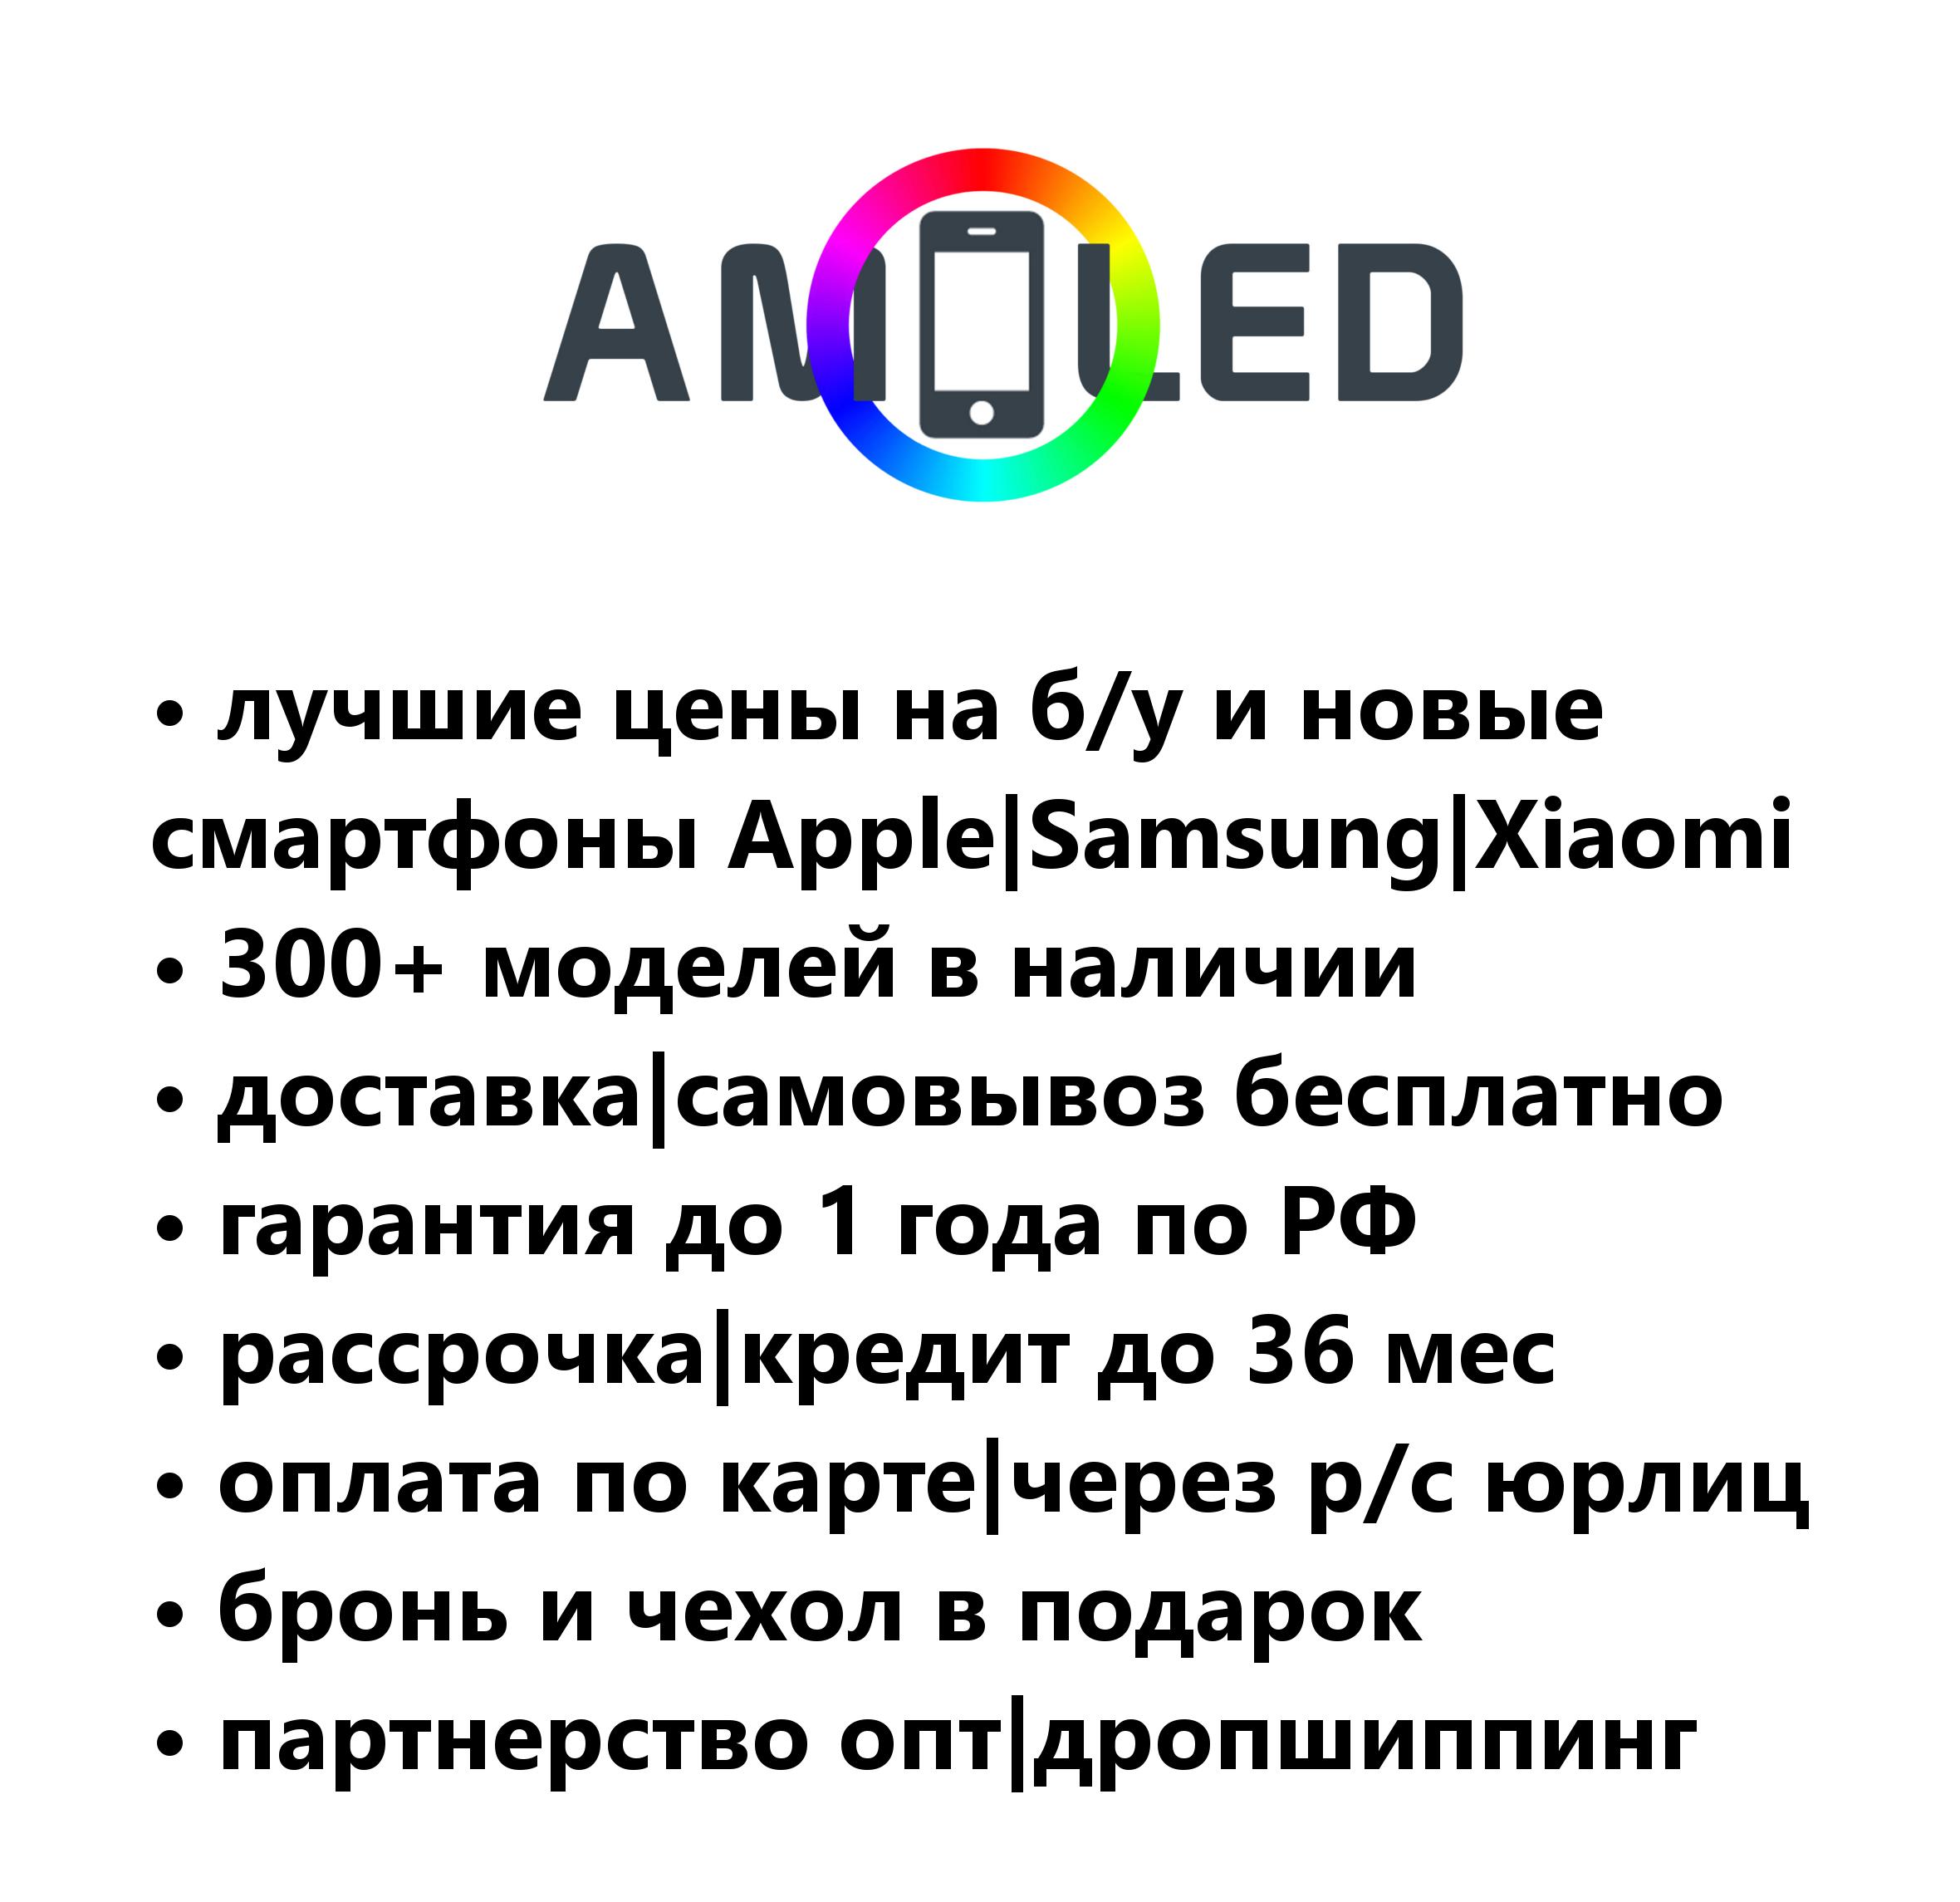 AMOLED
• лучшие цены на б/у и новые
смартфоны Apple|Samsung|Xiaomi
• 300+ моделей в наличии
• доставка|самовывоз бесплатно
• гарантия до 1 года по РФ
• рассрочка|кредит до 36 мес
• оплата по карте|через р/с юрлиц
• бронь и чехол в подарок
• партнерство опт|дропшиппинг